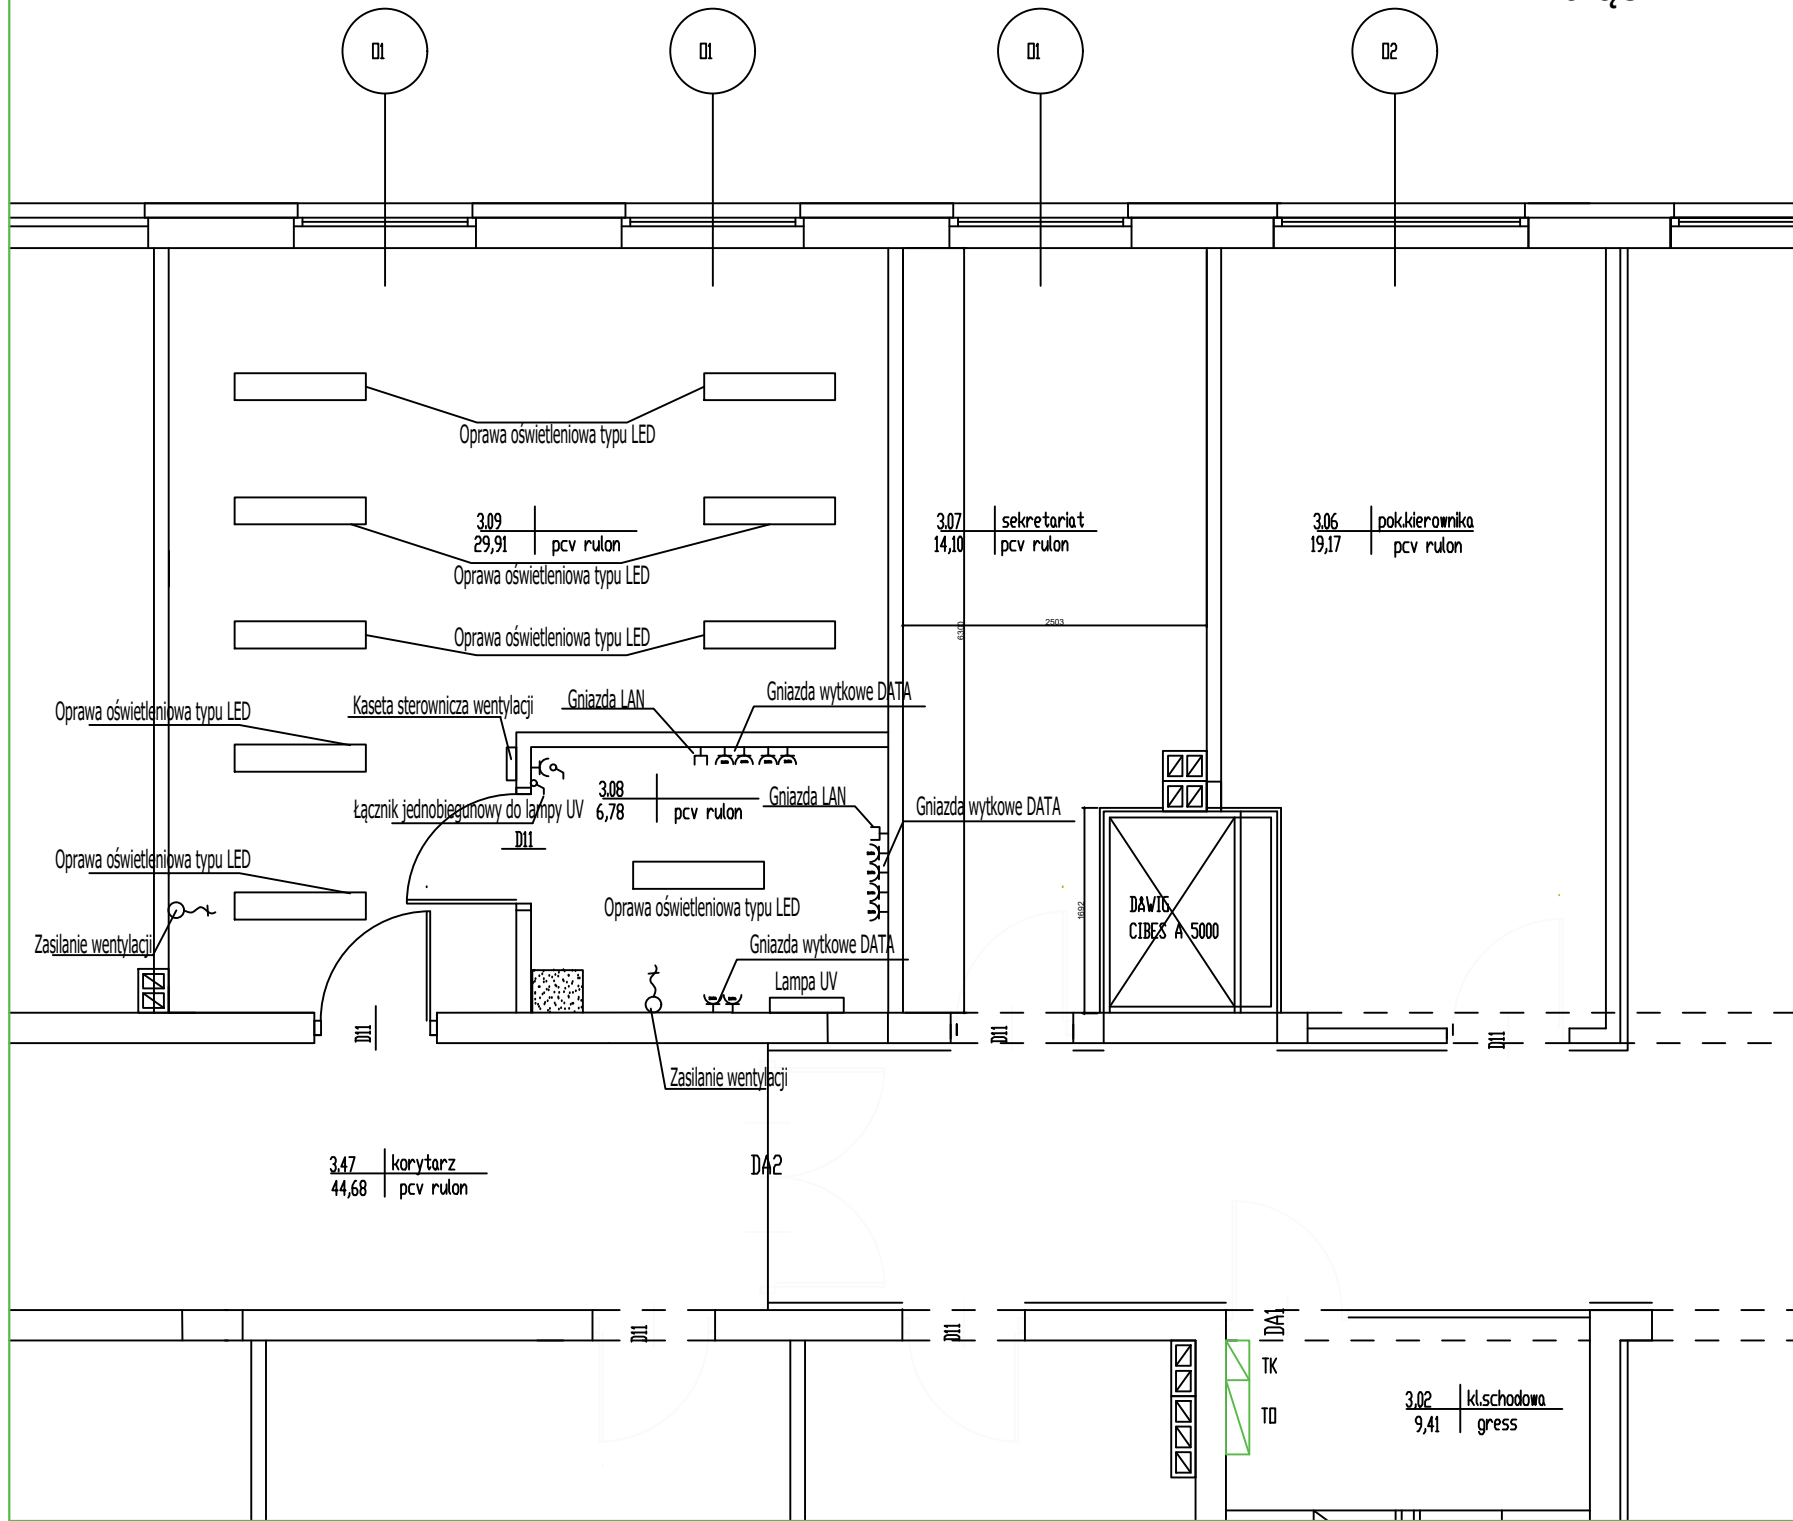 O1
O1
O1
O2
Oprawa oświetleniowa typu LED
3.09
29,91
pcv rulon
3.07
sekretariat
14,10
pcv rulon
3.06
pok.kierownika
19,17
pcv rulon
Oprawa oświetleniowa typu LED
Oprawa oświetleniowa typu LED
6300
2503
Oprawa oświetleniowa typu LED
Kaseta sterownicza wentylacji
Gniazda LAN
Gniazda wytkowe DATA
Łącznik jednobiegunowy do lampy UV
3.08
6,78
pcv rulon
Gniazda LAN
Gniazda wytkowe DATA
D11
Oprawa oświetleniowa typu LED
Oprawa oświetleniowa typu LED
1692
DAWIG
CIBES A 5000
Zasilanie wentylacji
Gniazda wytkowe DATA
Lampa UV
D11
D11
D11
Zasilanie wentylacji
3.47
korytarz
44,68
pcv rulon
DA2
D11
D11
DA1
TK
TO
3,02
kl.schodowa
9,41
gress